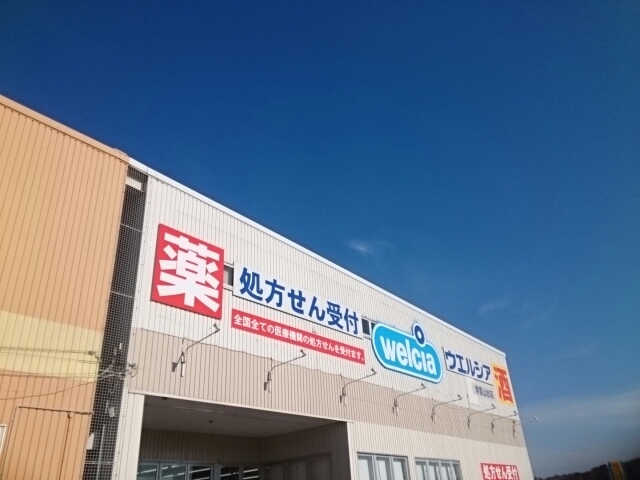 薬
処方せん受付
全国全ての医療機関の処方せんを受付ます。
welcia
ウエルシア
酒
処方せん受付